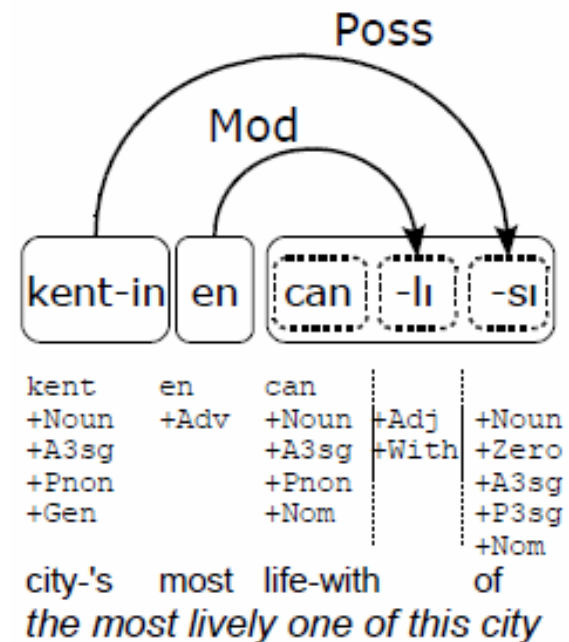 Poss
Mod
kent-in en can -lı -sı
kent en can
+Noun +Adv +Noun +Adj +Noun
+A3sg +A3sg +With +Zero
+Pnon +Pnon +A3sg
+Gen +Nom +P3sg
+Nom
city-'s most life-with of
the most lively one of this city